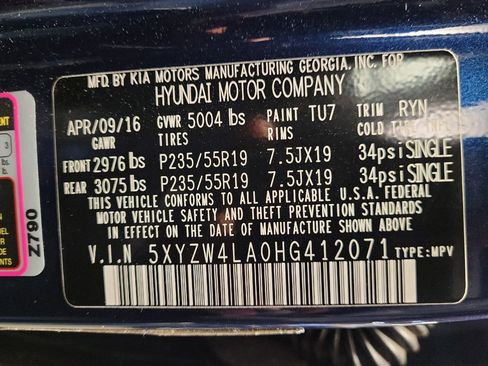 MFD. BY KIA MOTORS MANUFACTURING GEORGIA, INC. FOR
HYUNDAI MOTOR COMPANY
APR/09/16 GVWR 5004 lbs PAINT TU7 TRIM RYN
GAWR TIRES RIMS COLD
FRONT 2976 lbs P235/55R19 7.5JX19 34psi SINGLE
REAR 3075 lbs P235/55R19 7.5JX19 34psi SINGLE
THIS VEHICLE CONFORMS TO ALL APPLICABLE U.S.A. FEDERAL
MOTOR VEHICLE SAFETY AND THEFT PREVENTION STANDARDS
IN EFFECT ON THE DATE OF MANUFACTURE SHOWN ABOVE
V.I.N 5XYZW4LA0HG412071 TYPE:MPV
Z790